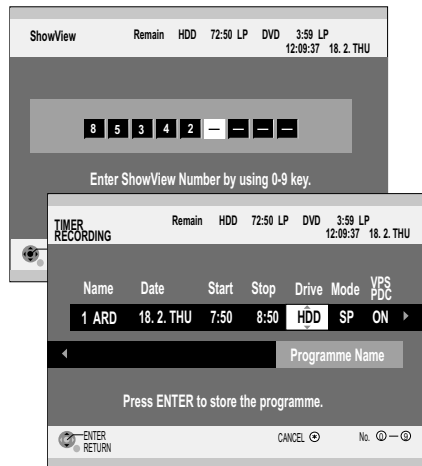 ShowView Remain HDD 72:50 LP DVD 3:59 LP
12:09:37 18. 2. THU
8 5 3 4 2 – – – –
Enter ShowView Number by using 0-9 key.
TIMER RECORDING Remain HDD 72:50 LP DVD 3:59 LP
12:09:37 18. 2. THU
Name Date Start Stop Drive Mode VPS PDC
1 ARD 18. 2. THU 7:50 8:50 HDD SP ON
Programme Name
Press ENTER to store the programme.
ENTER CANCEL No. 0 – 9
RETURN